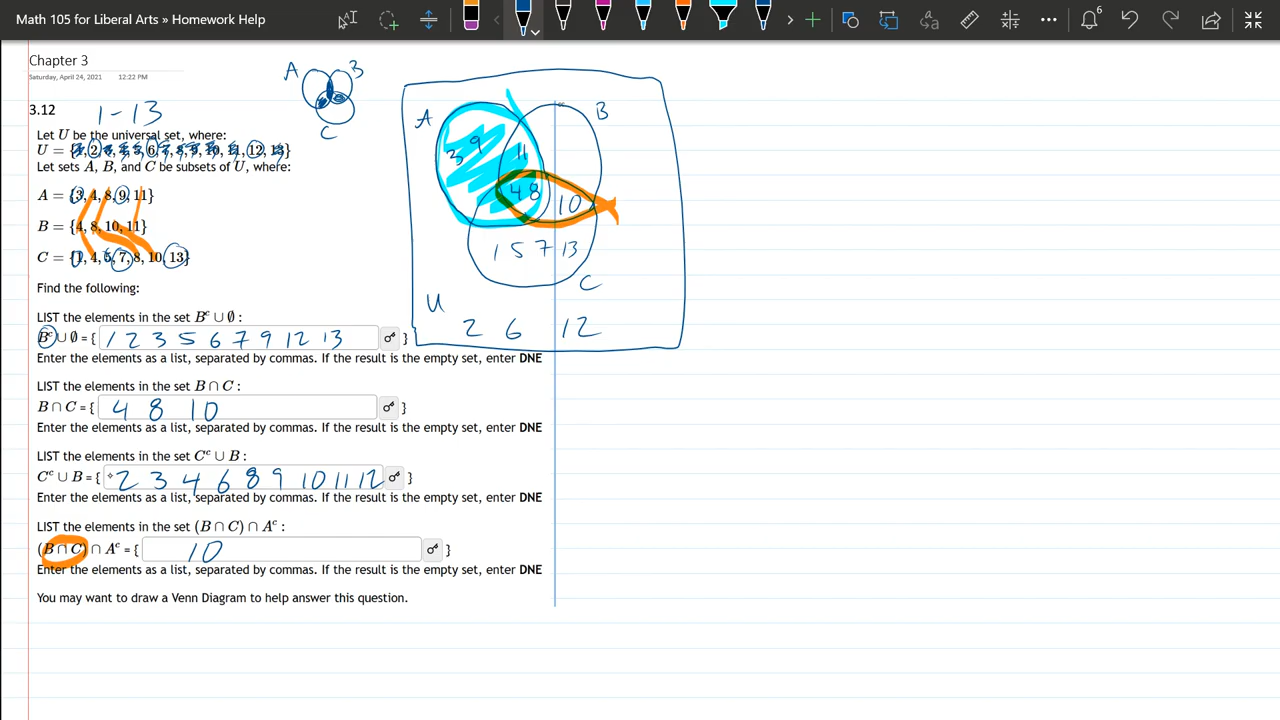 Math 105 for Liberal Arts » Homework Help
6
Chapter 3
Saturday, April 24, 2021 12:22 PM
3.12
1-13
A B
C
Let U be the universal set, where:
U = {1, 2, 3, 4, 5, 6, 7, 8, 9, 10, 11, 12, 13}
Let sets A, B, and C be subsets of U, where:
A = {3, 4, 8, 9, 11}
B = {4, 8, 10, 11}
C = {1, 4, 5, 7, 8, 10, 13}
Find the following:
LIST the elements in the set Bᶜ ∪ ∅ :
Bᶜ ∪ ∅ = { 1 2 3 5 6 7 9 12 13 }
Enter the elements as a list, separated by commas. If the result is the empty set, enter DNE
LIST the elements in the set B ∩ C :
B ∩ C = { 4 8 10 }
Enter the elements as a list, separated by commas. If the result is the empty set, enter DNE
LIST the elements in the set Cᶜ ∪ B :
Cᶜ ∪ B = { 2 3 4 6 8 9 10 11 12 }
Enter the elements as a list, separated by commas. If the result is the empty set, enter DNE
LIST the elements in the set (B ∩ C) ∩ Aᶜ :
(B ∩ C) ∩ Aᶜ = { 10 }
Enter the elements as a list, separated by commas. If the result is the empty set, enter DNE
You may want to draw a Venn Diagram to help answer this question.
A B
3 9 11
4 8 10
1 5 7 13
C
U
2 6 12